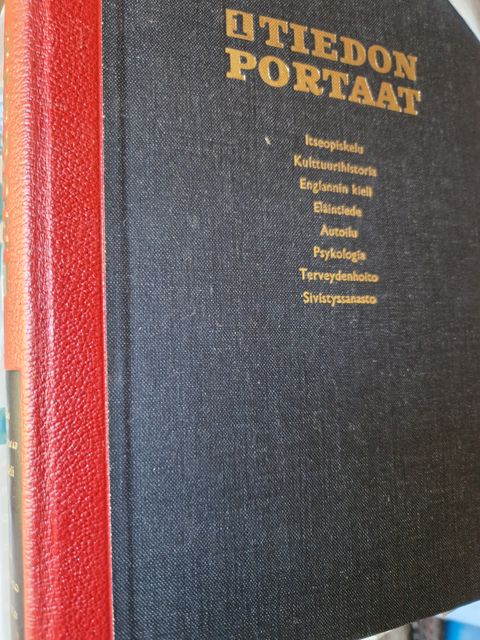 1 TIEDON
PORTAAT
Itseopiskelu
Kulttuurihistoria
Englannin kieli
Eläintiede
Autoilu
Psykologia
Terveydenhoito
Sivistyssanasto